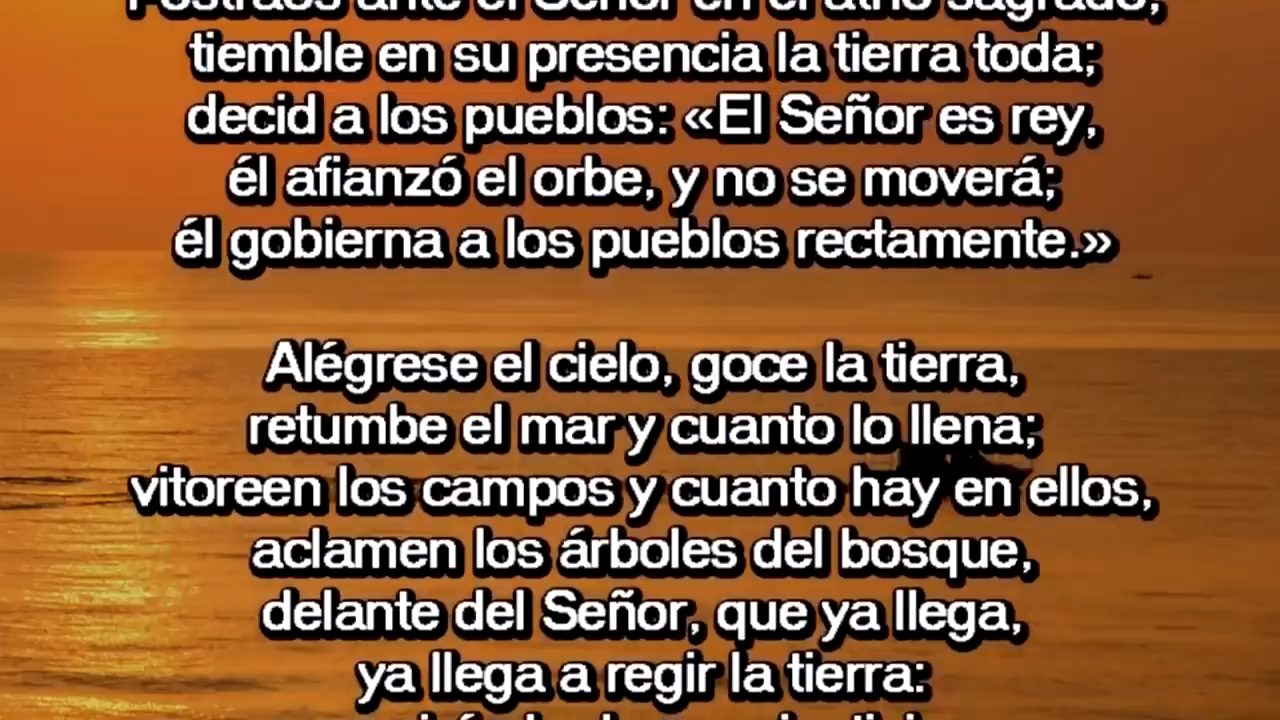 Postraos ante el Señor en el atrio sagrado,
tiemble en su presencia la tierra toda;
decid a los pueblos: «El Señor es rey,
él afianzó el orbe, y no se moverá;
él gobierna a los pueblos rectamente.»
Alégrese el cielo, goce la tierra,
retumbe el mar y cuanto lo llena;
vitoreen los campos y cuanto hay en ellos,
aclamen los árboles del bosque,
delante del Señor, que ya llega,
ya llega a regir la tierra: